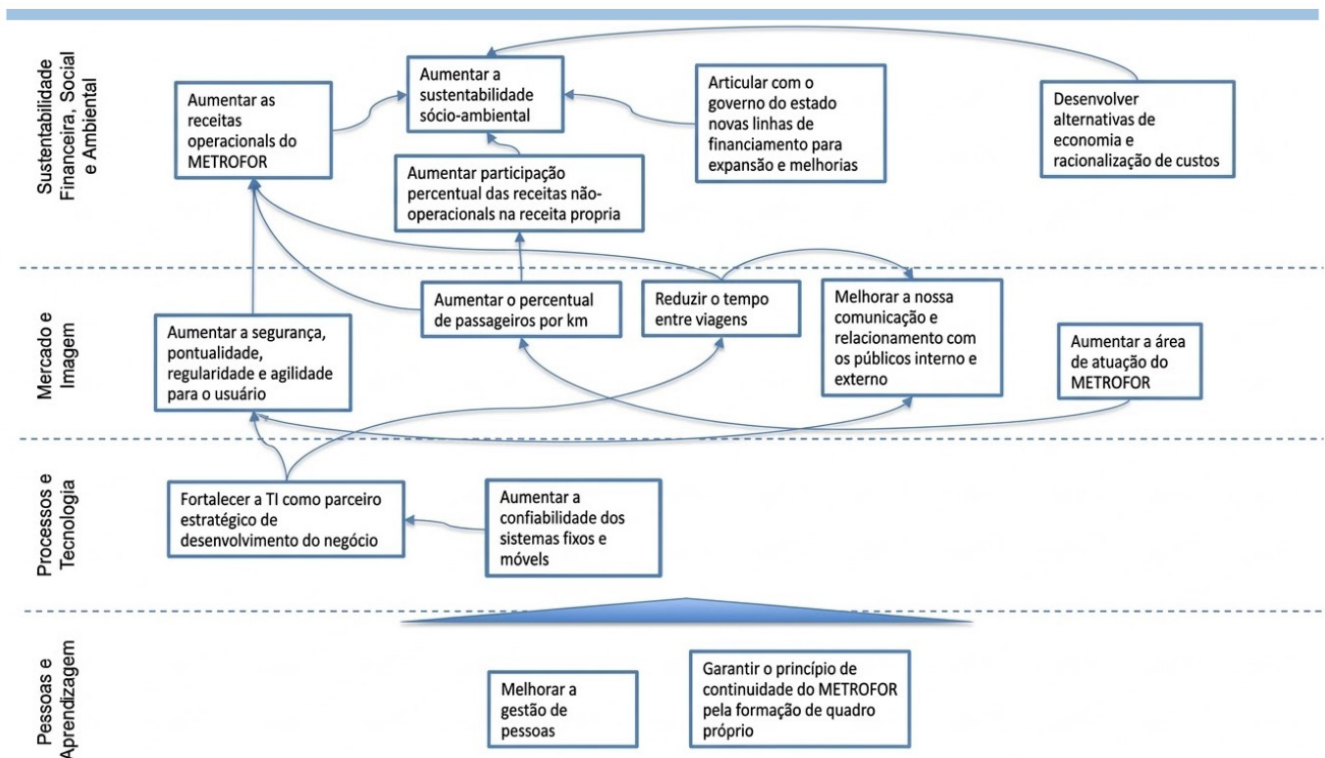 Sustentabilidade
Financeira, Social
e Ambiental
Aumentar as
receitas
operacionals do
METROFOR
Aumentar a
sustentabilidade
sócio-ambiental
Articular com o
governo do estado
novas linhas de
financiamento para
expansão e melhorias
Desenvolver
alternativas de
economia e
racionalização de custos
Aumentar participação
percentual das receitas não-
operacionals na receita propria
Mercado e
Imagem
Aumentar a segurança,
pontualidade,
regularidade e agilidade
para o usuário
Aumentar o percentual
de passageiros por km
Reduzir o tempo
entre viagens
Melhorar a nossa
comunicação e
relacionamento com
os públicos interno e
externo
Aumentar a área
de atuação do
METROFOR
Processos e
Tecnologia
Fortalecer a TI como parceiro
estratégico de
desenvolvimento do negócio
Aumentar a
confiabilidade dos
sistemas fixos e
móvels
Pessoas e
Aprendizagem
Melhorar a
gestão de
pessoas
Garantir o princípio de
continuidade do METROFOR
pela formação de quadro
próprio